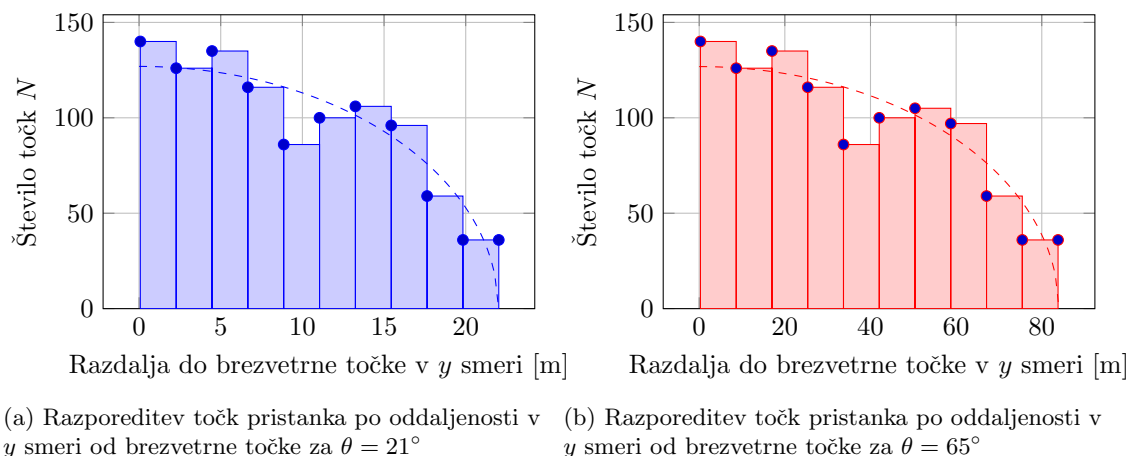 150
100
50
0
Število točk N
0 5 10 15 20
Razdalja do brezvetrne točke v y smeri [m]
(a) Razporeditev točk pristanka po oddaljenosti v
y smeri od brezvetrne točke za θ = 21°
150
100
50
0
Število točk N
0 20 40 60 80
Razdalja do brezvetrne točke v y smeri [m]
(b) Razporeditev točk pristanka po oddaljenosti v
y smeri od brezvetrne točke za θ = 65°